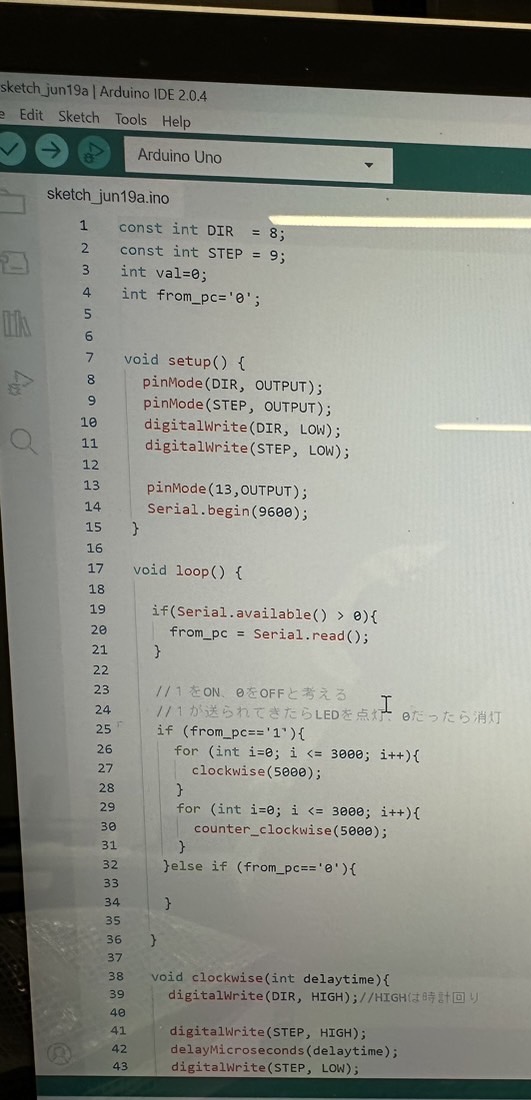 sketch_jun19a | Arduino IDE 2.0.4
Edit Sketch Tools Help
Arduino Uno
sketch_jun19a.ino
1 const int DIR = 8;
2 const int STEP = 9;
3 int val=0;
4 int from_pc='0';
5
6
7 void setup() {
8 pinMode(DIR, OUTPUT);
9 pinMode(STEP, OUTPUT);
10 digitalWrite(DIR, LOW);
11 digitalWrite(STEP, LOW);
12
13 pinMode(13,OUTPUT);
14 Serial.begin(9600);
15 }
16
17 void loop() {
18
19 if(Serial.available() > 0){
20 from_pc = Serial.read();
21 }
22
23 //１をON、0をOFFと考える
24 //１が送られてきたらLEDを点灯、0だったら消灯
25 if (from_pc=='1'){
26 for (int i=0; i <= 3000; i++){
27 clockwise(5000);
28 }
29 for (int i=0; i <= 3000; i++){
30 counter_clockwise(5000);
31 }
32 }else if (from_pc=='0'){
33
34 }
35
36 }
37
38 void clockwise(int delaytime){
39 digitalWrite(DIR, HIGH);//HIGHは時計回り
40
41 digitalWrite(STEP, HIGH);
42 delayMicroseconds(delaytime);
43 digitalWrite(STEP, LOW);